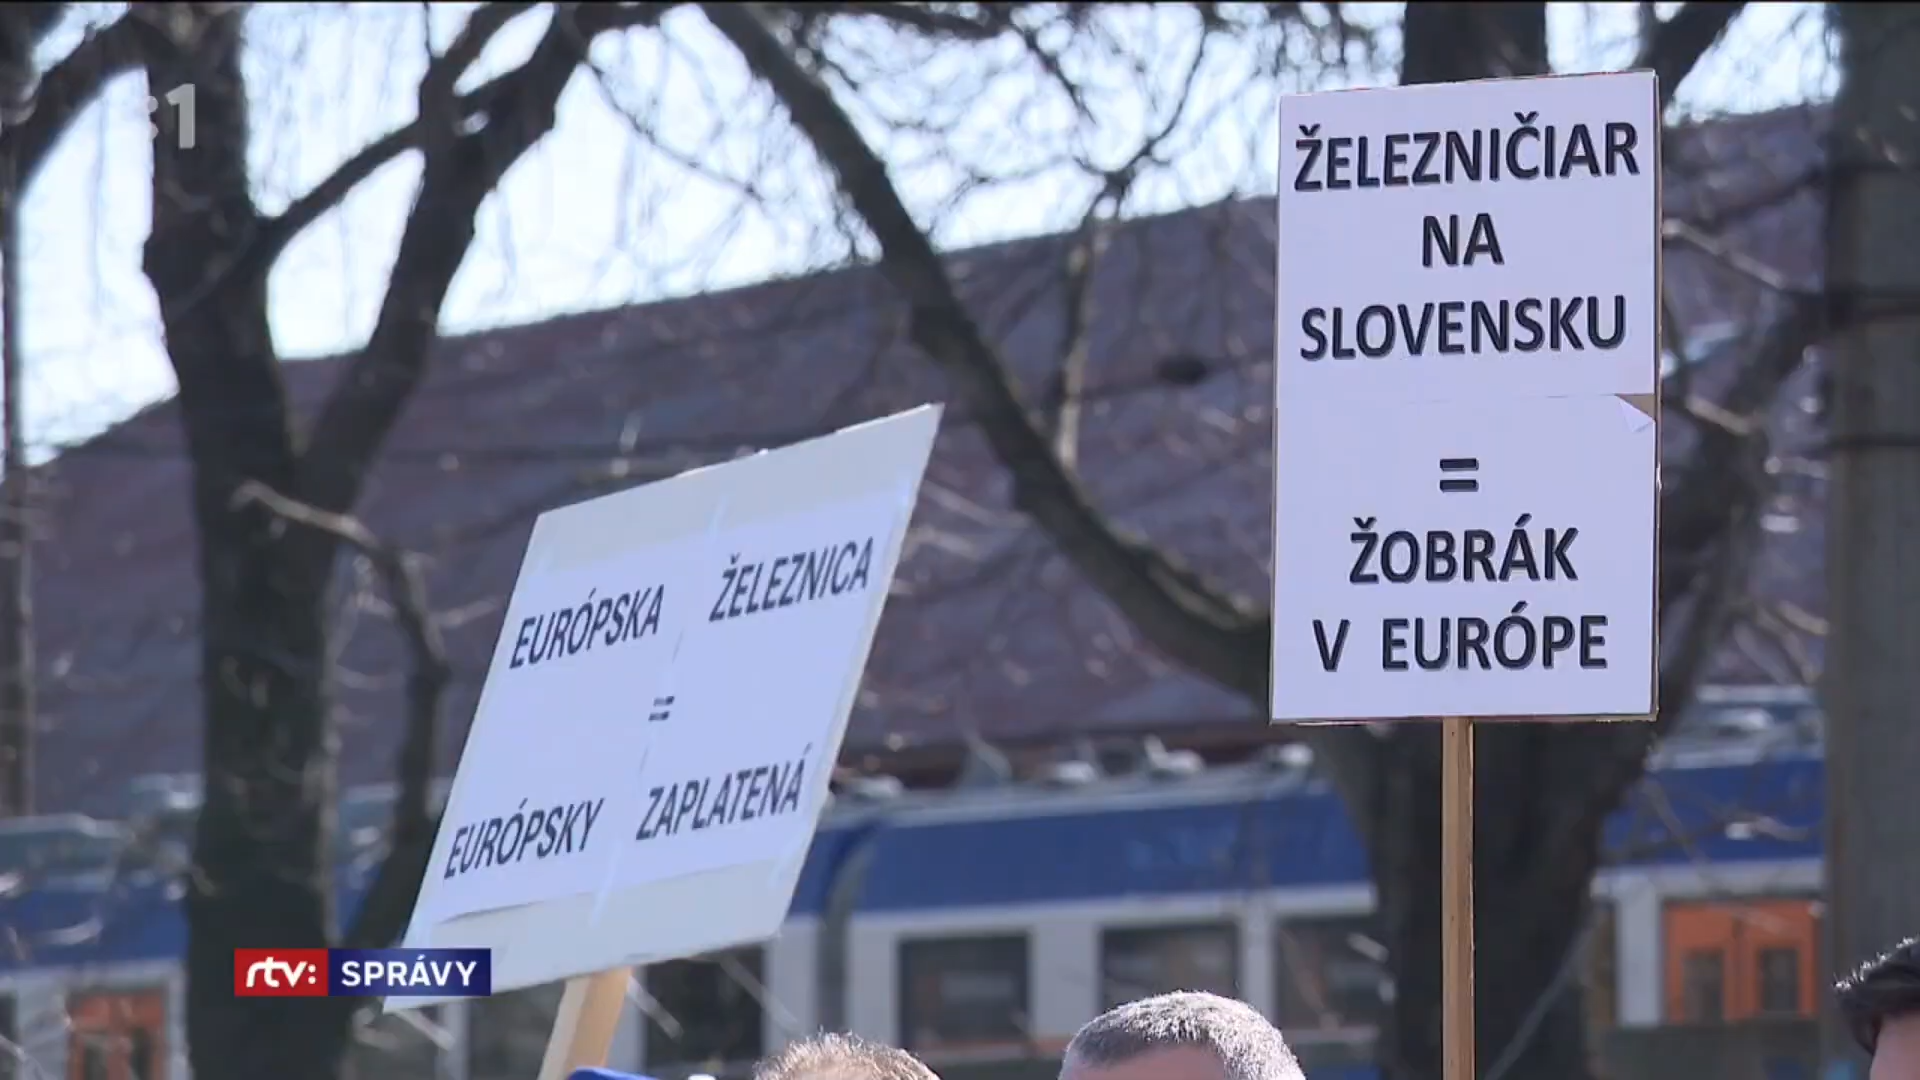 :1
ŽELEZNIČIAR
NA
SLOVENSKU
=
ŽOBRÁK
V EURÓPE
EURÓPSKA ŽELEZNICA
=
EURÓPSKY ZAPLATENÁ
rtv: SPRÁVY